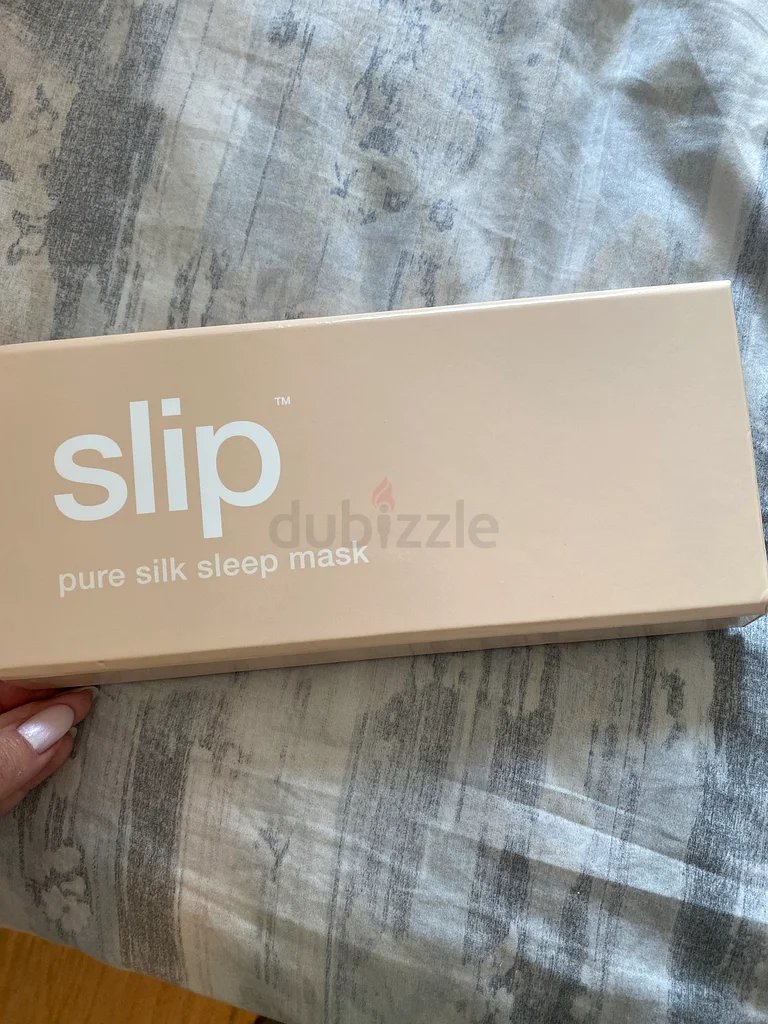 slip™
dubizzle
pure silk sleep mask